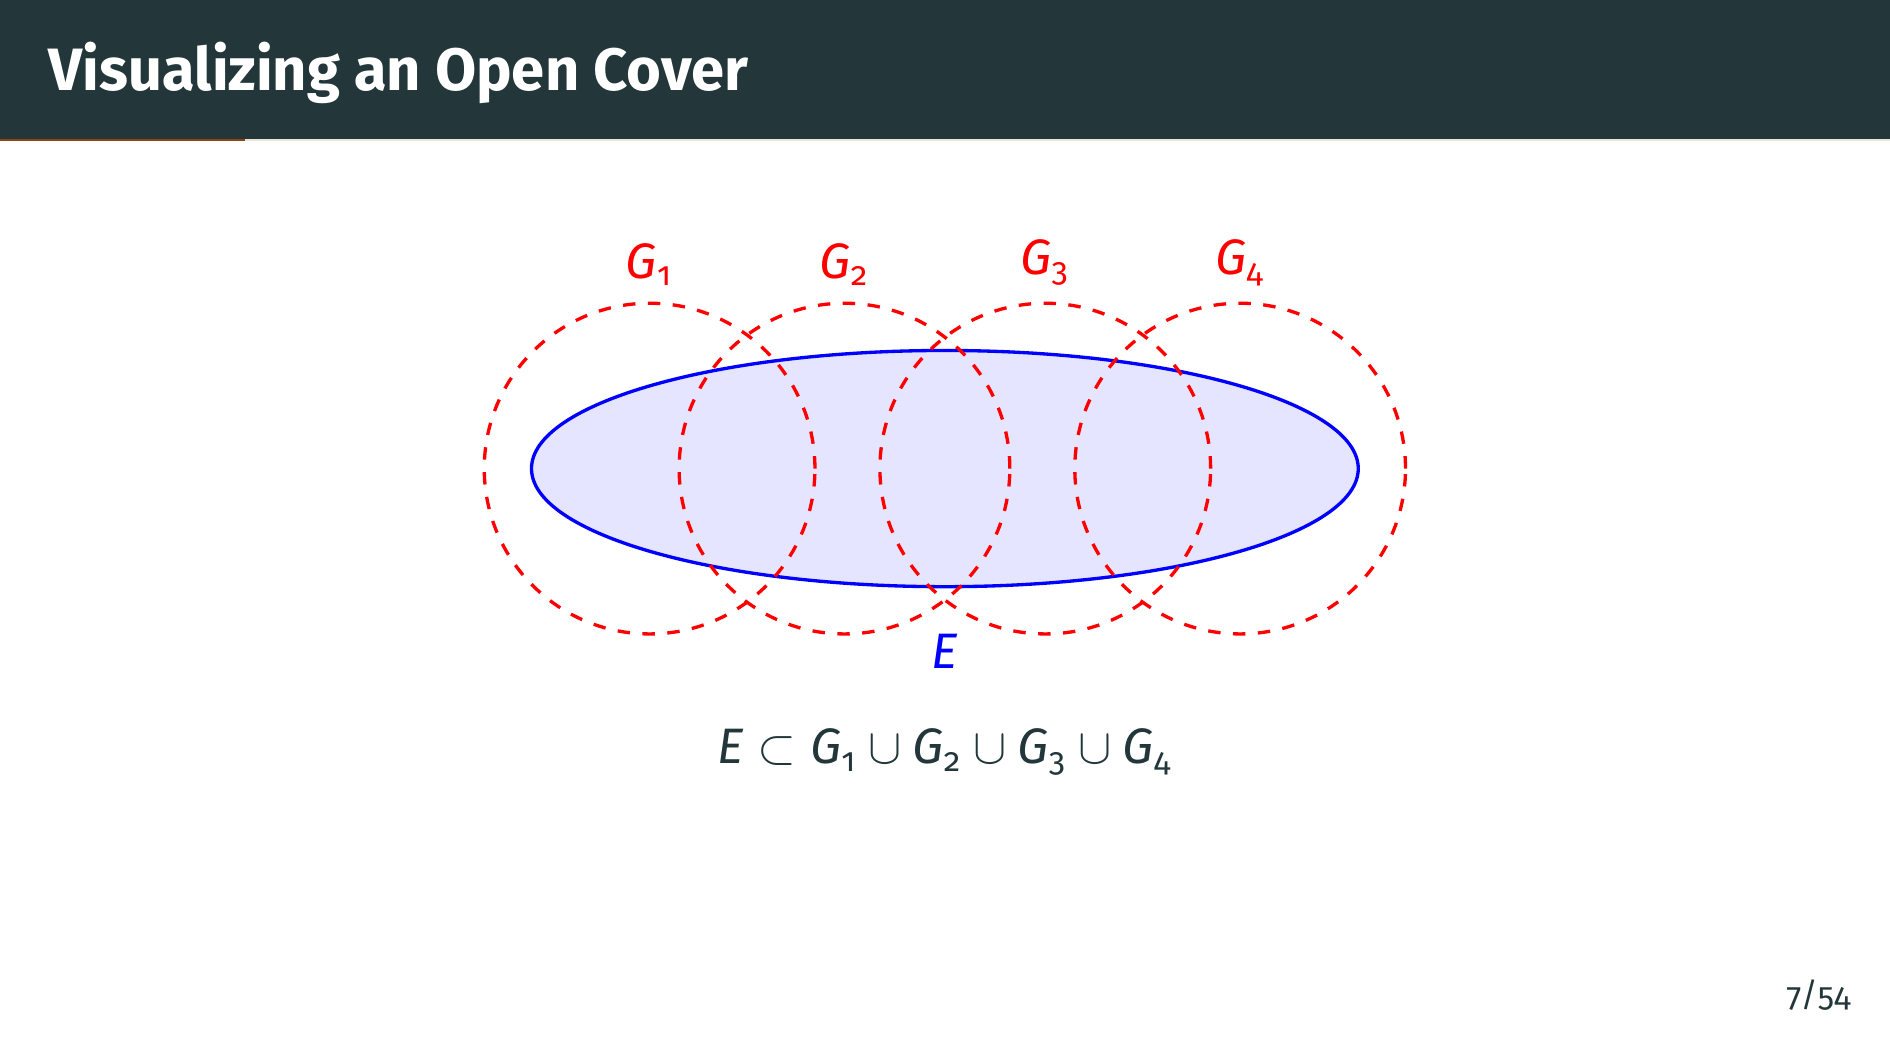 Visualizing an Open Cover
G₁ G₂ G₃ G₄
E
E ⊂ G₁ ∪ G₂ ∪ G₃ ∪ G₄
7/54